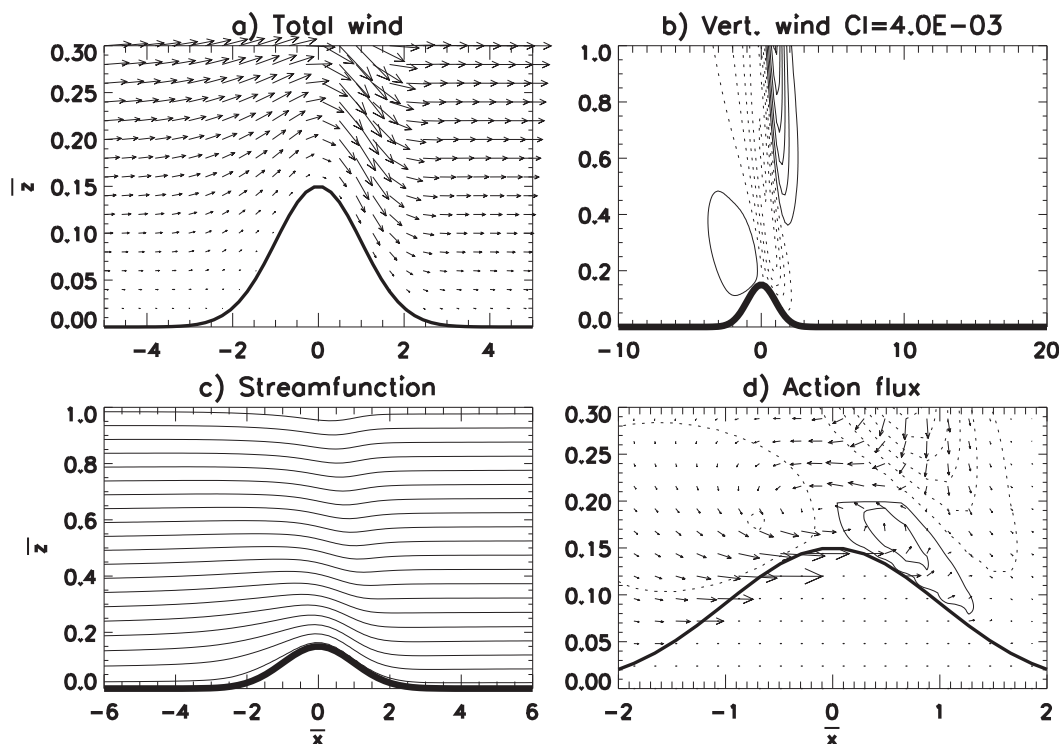 a) Total wind
0.30
0.25
0.20
0.15
0.10
0.05
0.00
z
-4 -2 0 2 4
b) Vert. wind CI=4.0E-03
1.0
0.8
0.6
0.4
0.2
0.0
-10 0 10 20
c) Streamfunction
1.0
0.8
0.6
0.4
0.2
0.0
z
-6 -4 -2 0 2 4 6
x
d) Action flux
0.30
0.25
0.20
0.15
0.10
0.05
0.00
-2 -1 0 1 2
x